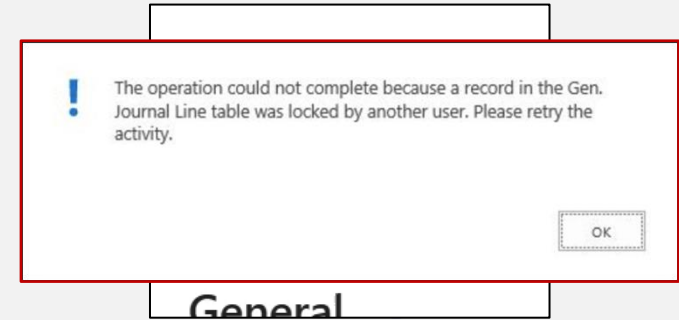 The operation could not complete because a record in the Gen.
Journal Line table was locked by another user. Please retry the
activity.
OK
General